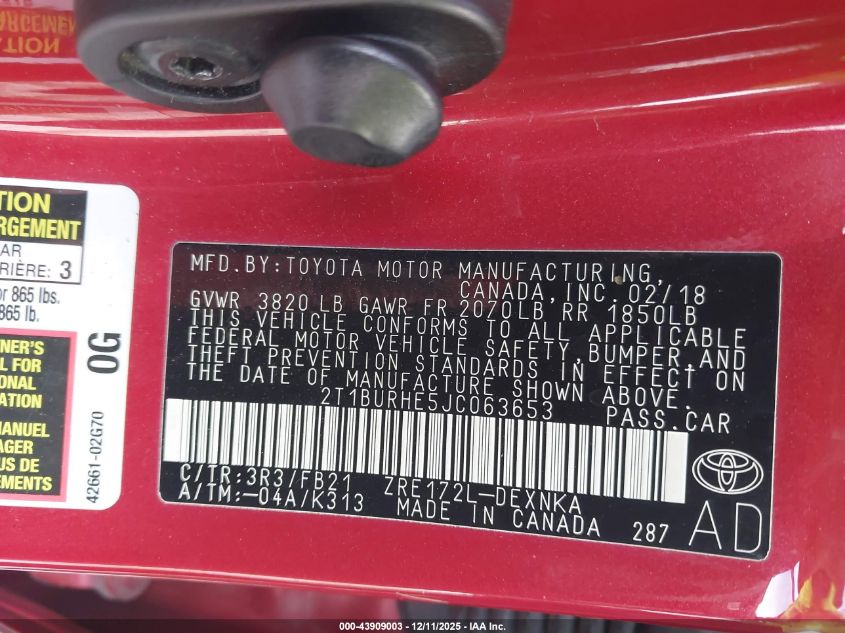 ARCEMENT
TION
TION
RGEMENT
AR
RIÈRE: 3
or 865 lbs.
865 lb.
NER'S
L FOR
ONAL
ATION
MANUEL
AGER
US DE
EMENTS
OG
42661-02G70
MFD.BY:TOYOTA MOTOR MANUFACTURING,
CANADA,INC. 02/18
GVWR 3820 LB GAWR FR 2070LB, RR 1850LB
THIS VEHICLE CONFORMS TO ALL APPLICABLE
FEDERAL MOTOR VEHICLE SAFETY,BUMPER,AND
THEFT PREVENTION STANDARDS IN EFFECT ON
THE DATE OF MANUFACTURE SHOWN ABOVE.
2T1BURHE5JC063653 PASS.CAR
C/TR:3R3/FB21 ZRE172L-DEXNKA
A/TM:-04A/K313 MADE IN CANADA 287
AD
000-43909003 - 12/11/2025 - IAA Inc.